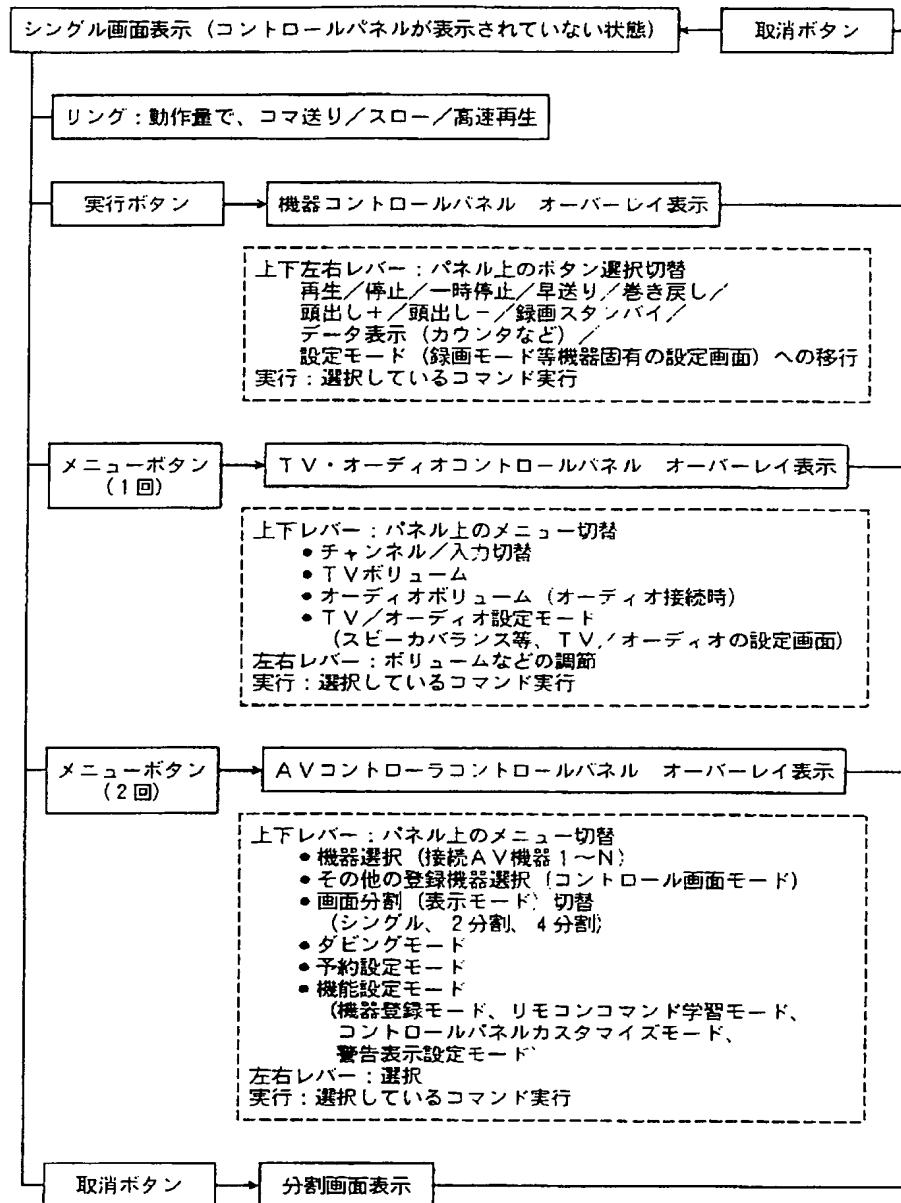 シングル画面表示（コントロールパネルが表示されていない状態）
取消ボタン
リング：動作量で、コマ送り／スロー／高速再生
実行ボタン
機器コントロールパネル　オーバーレイ表示
上下左右レバー：パネル上のボタン選択切替
再生／停止／一時停止／早送り／巻き戻し／
頭出し＋／頭出し－／録画スタンバイ／
データ表示（カウンタなど）／
設定モード（録画モード等機器固有の設定画面）への移行
実行：選択しているコマンド実行
メニューボタン
（１回）
ＴＶ・オーディオコントロールパネル　オーバーレイ表示
上下レバー：パネル上のメニュー切替
●チャンネル／入力切替
●ＴＶボリューム
●オーディオボリューム（オーディオ接続時）
●ＴＶ／オーディオ設定モード
（スピーカバランス等、ＴＶ／オーディオの設定画面）
左右レバー：ボリュームなどの調節
実行：選択しているコマンド実行
メニューボタン
（２回）
ＡＶコントローラコントロールパネル　オーバーレイ表示
上下レバー：パネル上のメニュー切替
●機器選択（接続ＡＶ機器１～Ｎ）
●その他の登録機器選択（コントロール画面モード）
●画面分割（表示モード）切替
（シングル、２分割、４分割）
●ダビングモード
●予約設定モード
●機能設定モード
（機器登録モード、リモコンコマンド学習モード、
コントロールパネルカスタマイズモード、
警告表示設定モード）
左右レバー：選択
実行：選択しているコマンド実行
取消ボタン
分割画面表示